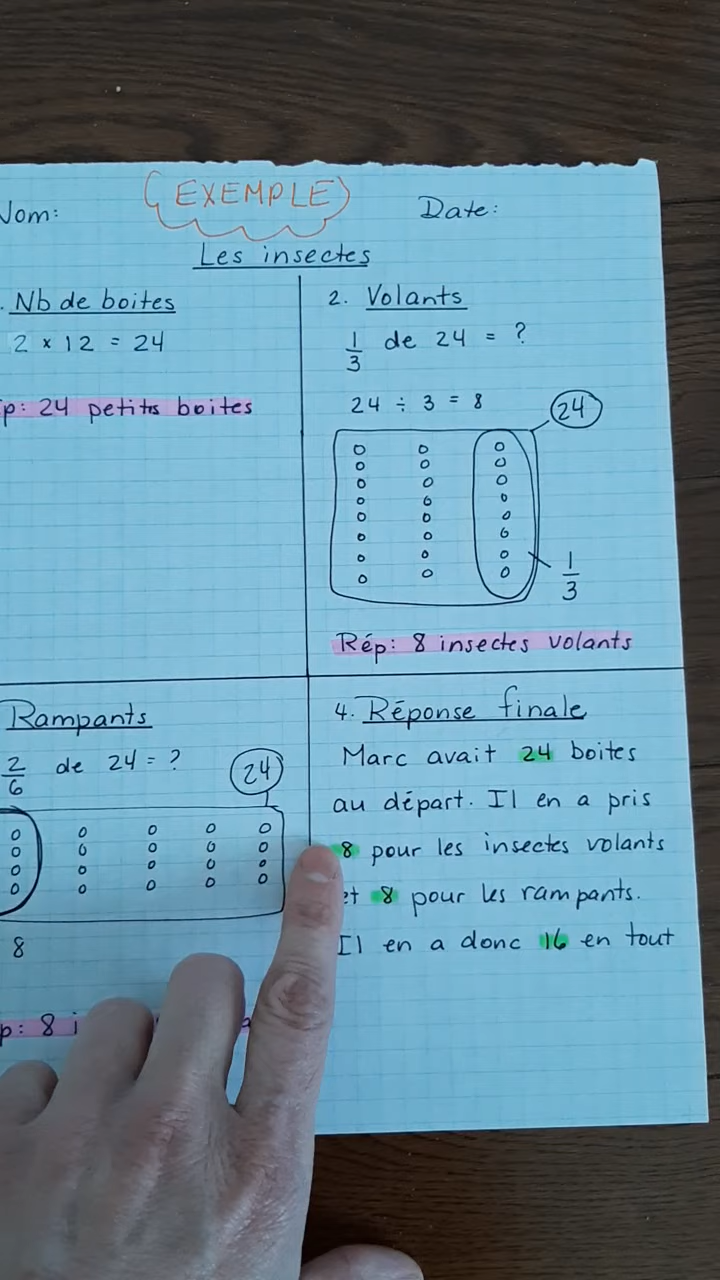 Nom: EXEMPLE Date:
Les insectes
. Nb de boites
2 x 12 = 24
p: 24 petits boites
2. Volants
1/3 de 24 = ?
24 ÷ 3 = 8
24
1/3
Rép: 8 insectes volants
Rampants
2/6 de 24 = ?
24
8
p: 8 i
4. Réponse finale
Marc avait 24 boites
au départ. Il en a pris
8 pour les insectes volants
et 8 pour les rampants.
Il en a donc 16 en tout